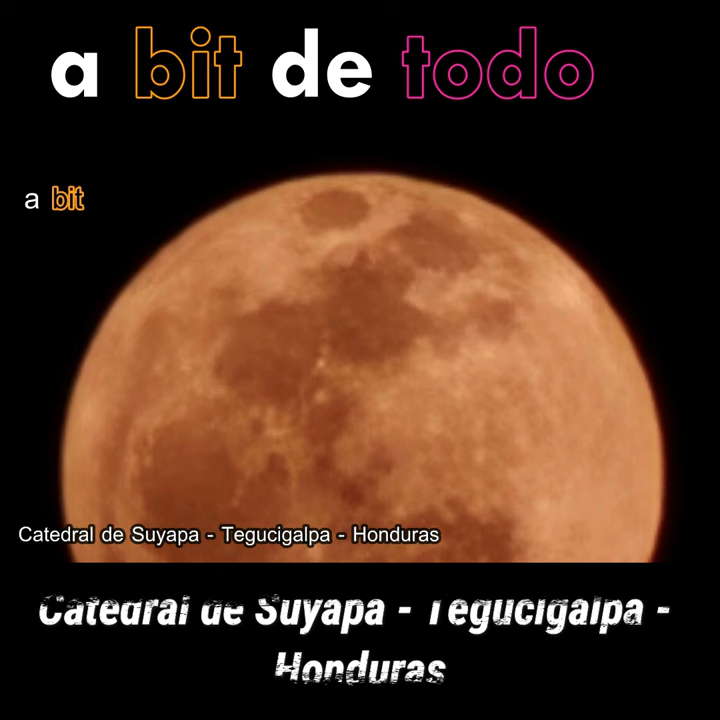 a bit de todo
a bit
Catedral de Suyapa - Tegucigalpa - Honduras
Catedral de Suyapa - Tegucigalpa -
Honduras